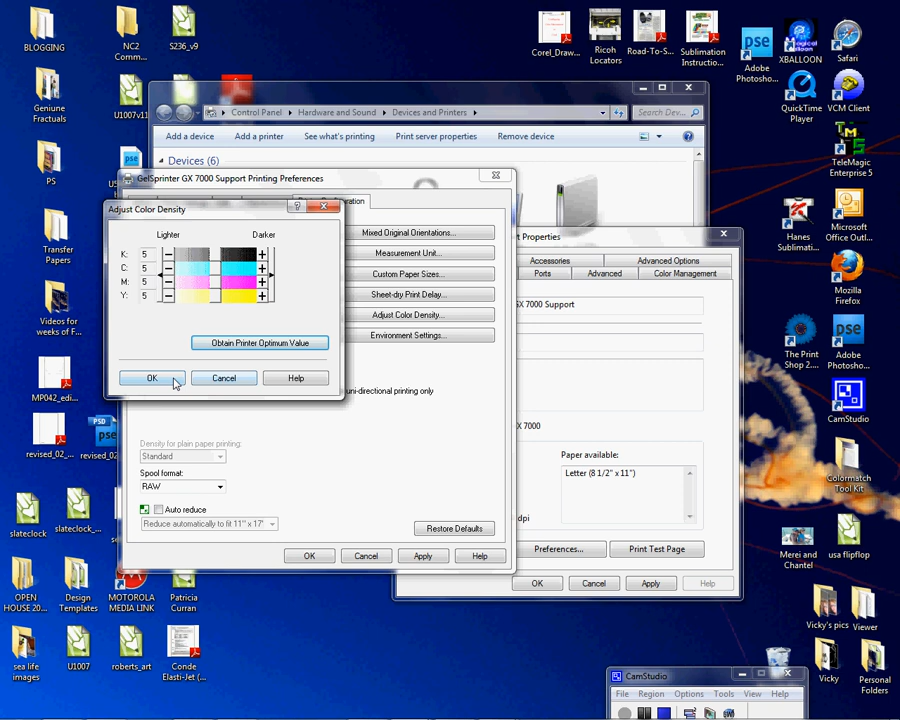 BLOGGING
NC2
Comm...
S236_v9
Corel_Draw...
Ricoh
Locators
Road-To-S...
Sublimation
Instructio...
Adobe
Photosho...
XBALLOON
Safari
Geniune
Fractuals
U1007v11
QuickTime
Player
VCM Client
PS
TeleMagic
Enterprise 5
Transfer
Papers
Hanes
Sublimati...
Microsoft
Office Outl...
Videos for
weeks of F...
Mozilla
Firefox
MP042_edi...
The Print
Shop 2...
Adobe
Photosho...
revised_02_...
revised_02
CamStudio
slateclock
slateclock_...
Colormatch
Tool Kit
OPEN
HOUSE 20...
Design
Templates
MOTOROLA
MEDIA LINK
Patricia
Curran
Merei and
Chantel
usa flipflop
sea life
images
U1007
roberts_art
Conde
Elasti-Jet (...
Vicky's pics
Viewer
Vicky
Personal
Folders
Control Panel
Hardware and Sound
Devices and Printers
Search Dev...
Add a device
Add a printer
See what's printing
Print server properties
Remove device
Devices (6)
GelSprinter GX 7000 Support Printing Preferences
Mixed Original Orientations...
Measurement Unit...
Custom Paper Sizes...
Sheet-dry Print Delay...
Adjust Color Density...
Environment Settings...
uni-directional printing only
Density for plain paper printing:
Standard
Spool format:
RAW
Auto reduce
Reduce automatically to fit 11" x 17"
Restore Defaults
OK
Cancel
Apply
Help
Adjust Color Density
Lighter
Darker
K: 5
C: 5
M: 5
Y: 5
Obtain Printer Optimum Value
OK
Cancel
Help
t Properties
Accessories
Advanced Options
Ports
Advanced
Color Management
GX 7000 Support
X 7000
Paper available:
Letter (8 1/2" x 11")
dpi
Preferences...
Print Test Page
OK
Cancel
Apply
Help
CamStudio
File
Region
Options
Tools
View
Help